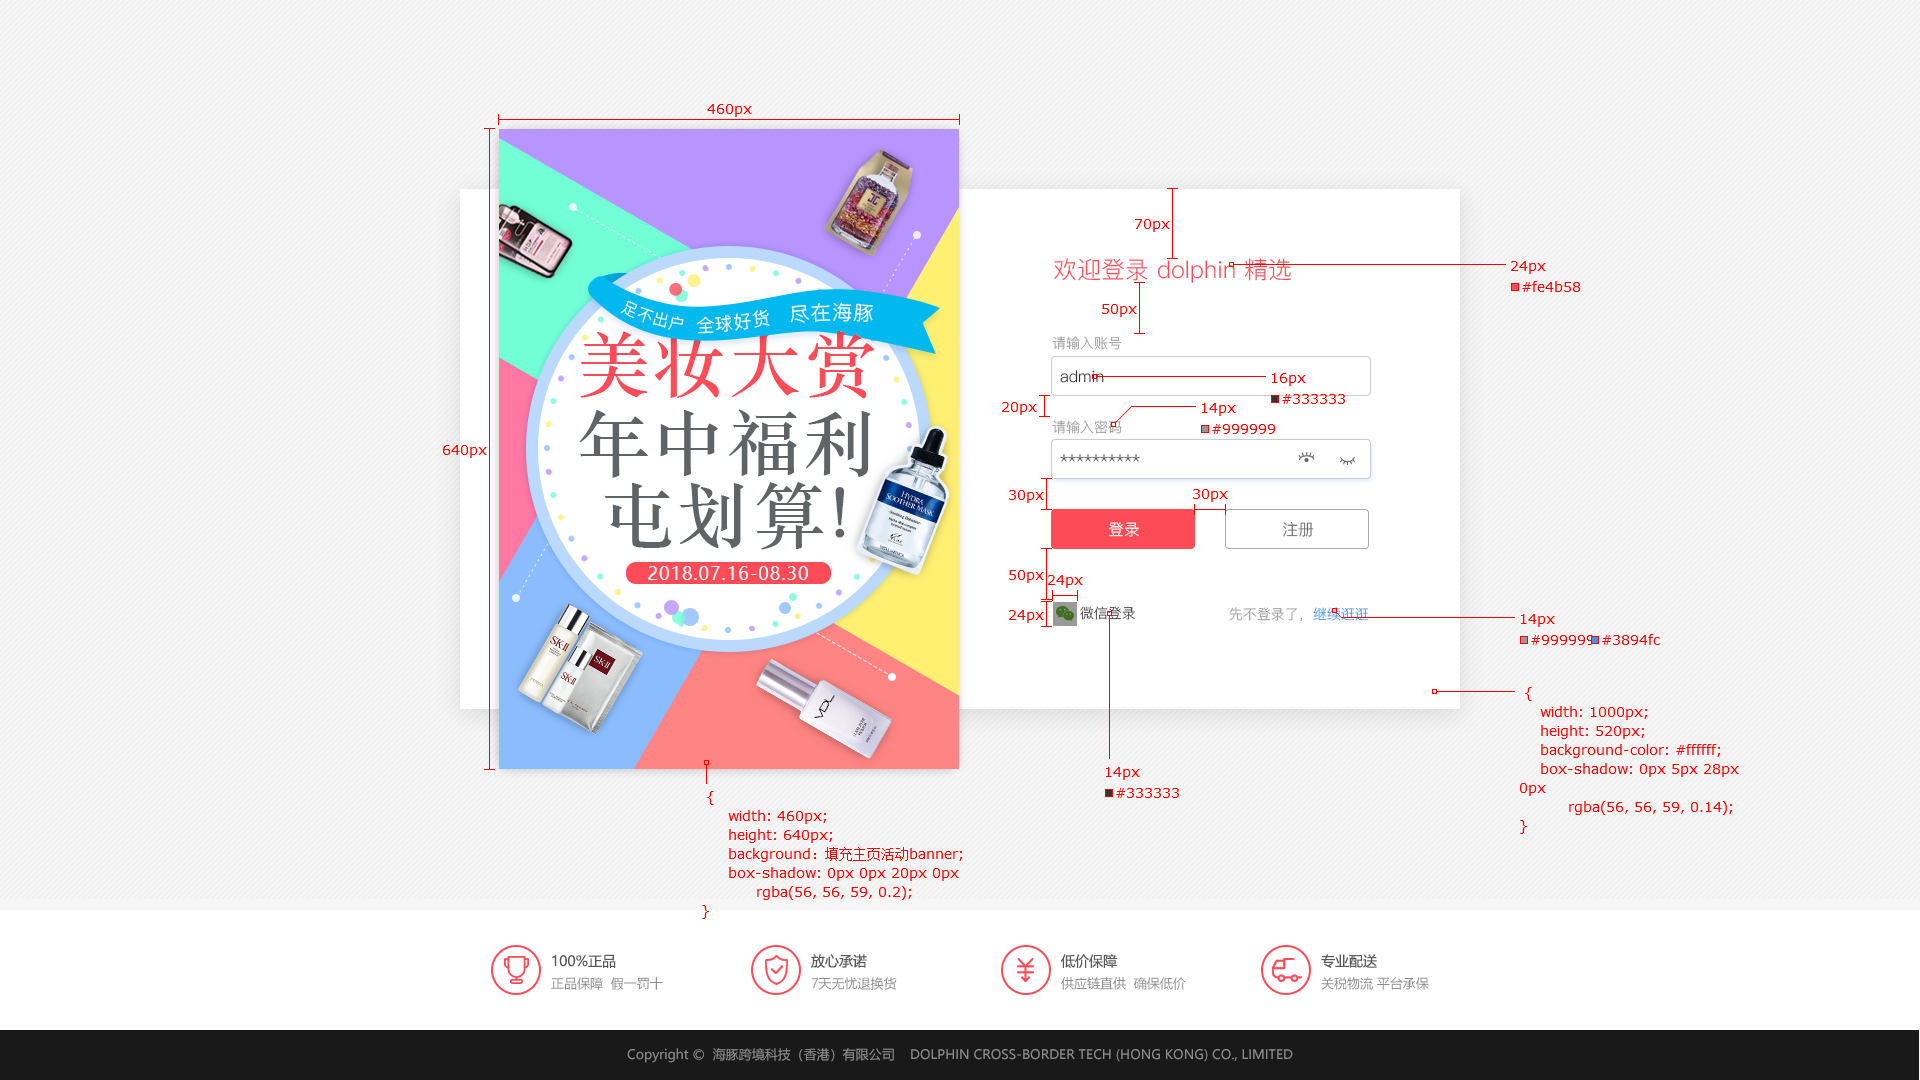 460px
640px
足不出户 全球好货 尽在海豚
美妆大赏
年中福利
屯划算!
2018.07.16-08.30
HYDRA
SOOTHER MASK
SK-II
SK-II
SK-II
VDL
{
width: 460px;
height: 640px;
background：填充主页活动banner;
box-shadow: 0px 0px 20px 0px
rgba(56, 56, 59, 0.2);
}
70px
欢迎登录 dolphin 精选
24px
#fe4b58
50px
请输入账号
admin
16px
#333333
20px
14px
#999999
请输入密码
**********
30px
30px
登录
注册
50px
24px
24px
微信登录
先不登录了，继续逛逛
14px
#999999
#3894fc
14px
#333333
{
width: 1000px;
height: 520px;
background-color: #ffffff;
box-shadow: 0px 5px 28px
0px
rgba(56, 56, 59, 0.14);
}
100%正品
正品保障 假一罚十
放心承诺
7天无忧退换货
低价保障
供应链直供 确保低价
专业配送
关税物流 平台承保
Copyright © 海豚跨境科技（香港）有限公司 DOLPHIN CROSS-BORDER TECH (HONG KONG) CO., LIMITED